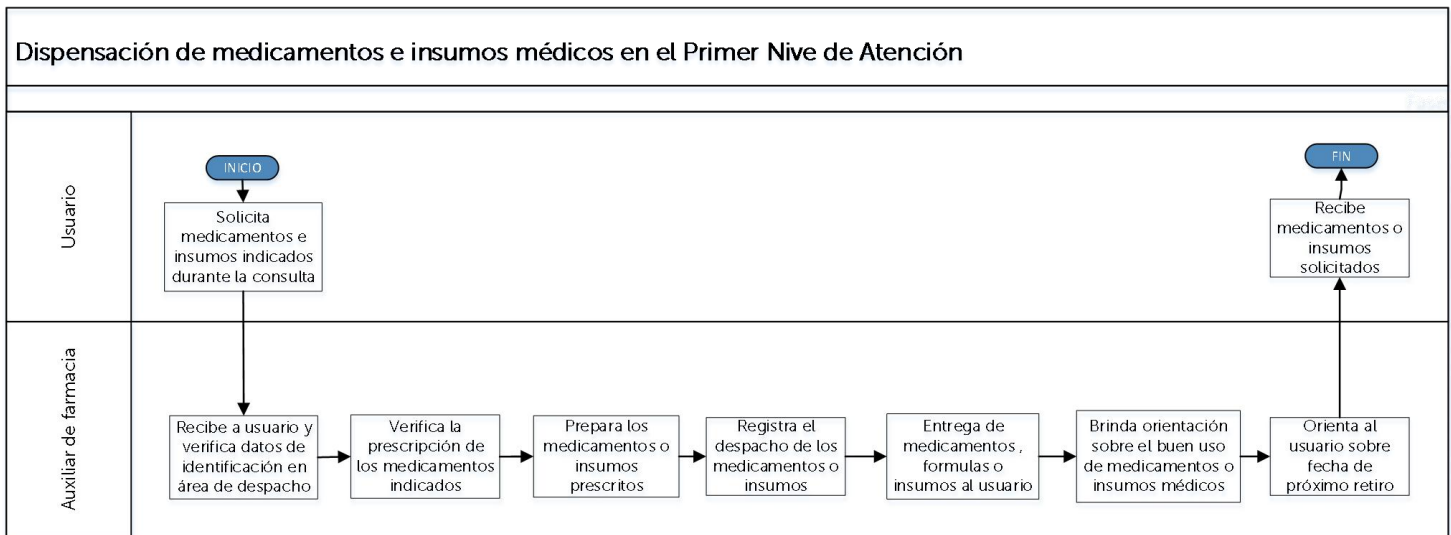 Dispensación de medicamentos e insumos médicos en el Primer Nive de Atención
Fase
Usuario
INICIO
Solicita
medicamentos e
insumos indicados
durante la consulta
FIN
Recibe
medicamentos o
insumos
solicitados
Auxiliar de farmacia
Recibe a usuario y
verifica datos de
identificación en
área de despacho
Verifica la
prescripción de
los medicamentos
indicados
Prepara los
medicamentos o
insumos
prescritos
Registra el
despacho de los
medicamentos o
insumos
Entrega de
medicamentos , 
formulas o
insumos al usuario
Brinda orientación
sobre el buen uso
de medicamentos o
insumos médicos
Orienta al
usuario sobre
fecha de
próximo retiro